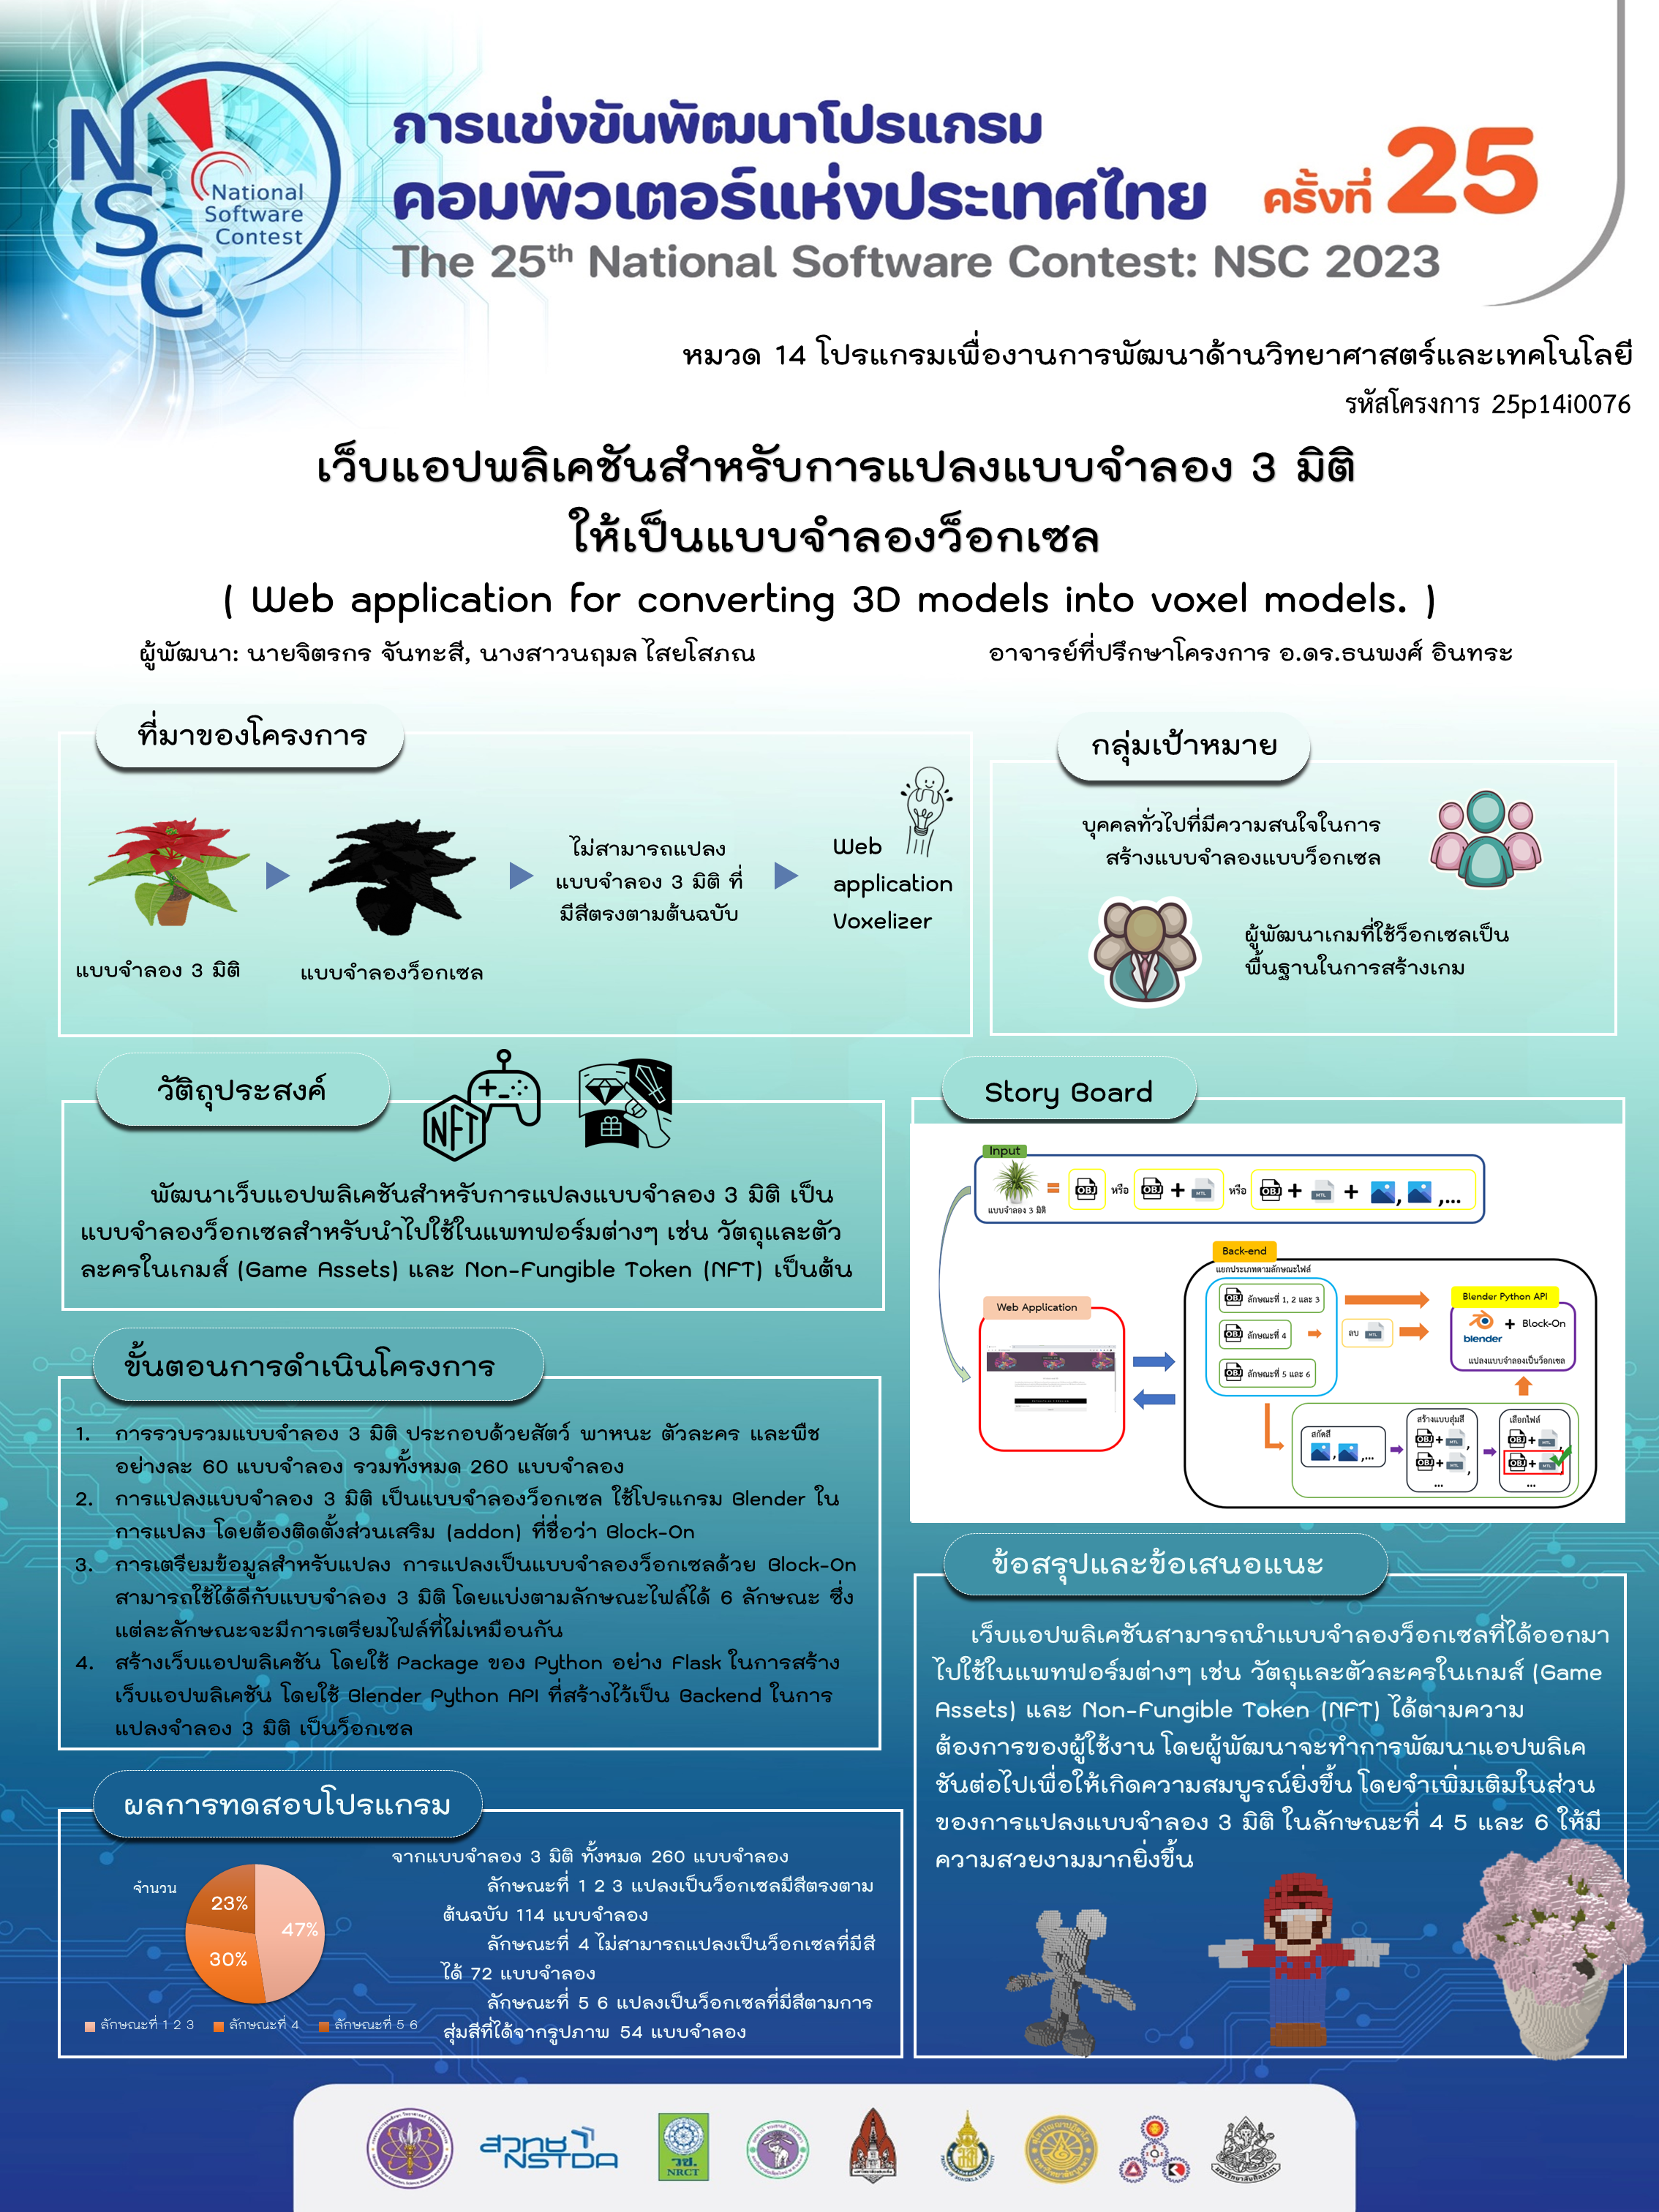 NSC
National
Software
Contest
การแข่งขันพัฒนาโปรแกรม
คอมพิวเตอร์แห่งประเทศไทย ครั้งที่ 25
The 25th National Software Contest: NSC 2023
หมวด 14 โปรแกรมเพื่องานการพัฒนาด้านวิทยาศาสตร์และเทคโนโลยี
รหัสโครงการ 25p14i0076
เว็บแอปพลิเคชันสำหรับการแปลงแบบจำลอง 3 มิติ
ให้เป็นแบบจำลองว็อกเซล
( Web application for converting 3D models into voxel models. )
ผู้พัฒนา: นายจิตรกร จันทะสี, นางสาวนฤมล ไสยโสภณ
อาจารย์ที่ปรึกษาโครงการ อ.ดร.ธนพงศ์ อินทระ
ที่มาของโครงการ
แบบจำลอง 3 มิติ
แบบจำลองว็อกเซล
ไม่สามารถแปลง
แบบจำลอง 3 มิติ ที่
มีสีตรงตามต้นฉบับ
Web
application
Voxelizer
กลุ่มเป้าหมาย
บุคคลทั่วไปที่มีความสนใจในการ
สร้างแบบจำลองแบบว็อกเซล
ผู้พัฒนาเกมที่ใช้ว็อกเซลเป็น
พื้นฐานในการสร้างเกม
วัติถุประสงค์
NFT
พัฒนาเว็บแอปพลิเคชันสำหรับการแปลงแบบจำลอง 3 มิติ เป็น
แบบจำลองว็อกเซลสำหรับนำไปใช้ในแพทฟอร์มต่างๆ เช่น วัตถุและตัว
ละครในเกมส์ (Game Assets) และ Non-Fungible Token (NFT) เป็นต้น
Story Board
Input
แบบจำลอง 3 มิติ
= OBJ หรือ OBJ + MTL หรือ OBJ + MTL + , ,...
Web Application
Back-end
แยกประเภทตามลักษณะไฟล์
OBJ ลักษณะที่ 1, 2 และ 3
OBJ ลักษณะที่ 4
ลบ MTL
OBJ ลักษณะที่ 5 และ 6
Blender Python API
blender + Block-On
แปลงแบบจำลองเป็นว็อกเซล
สกัดสี
, ,...
สร้างแบบสุ่มสี
OBJ + MTL ,
OBJ + MTL ,
...
เลือกไฟล์
OBJ + MTL ,
OBJ + MTL
...
ขั้นตอนการดำเนินโครงการ
1. การรวบรวมแบบจำลอง 3 มิติ ประกอบด้วยสัตว์ พาหนะ ตัวละคร และพืช
อย่างละ 60 แบบจำลอง รวมทั้งหมด 260 แบบจำลอง
2. การแปลงแบบจำลอง 3 มิติ เป็นแบบจำลองว็อกเซล ใช้โปรแกรม Blender ใน
การแปลง โดยต้องติดตั้งส่วนเสริม (addon) ที่ชื่อว่า Block-On
3. การเตรียมข้อมูลสำหรับแปลง การแปลงเป็นแบบจำลองว็อกเซลด้วย Block-On
สามารถใช้ได้ดีกับแบบจำลอง 3 มิติ โดยแบ่งตามลักษณะไฟล์ได้ 6 ลักษณะ ซึ่ง
แต่ละลักษณะจะมีการเตรียมไฟล์ที่ไม่เหมือนกัน
4. สร้างเว็บแอปพลิเคชัน โดยใช้ Package ของ Python อย่าง Flask ในการสร้าง
เว็บแอปพลิเคชัน โดยใช้ Blender Python API ที่สร้างไว้เป็น Backend ในการ
แปลงจำลอง 3 มิติ เป็นว็อกเซล
ข้อสรุปและข้อเสนอแนะ
เว็บแอปพลิเคชันสามารถนำแบบจำลองว็อกเซลที่ได้ออกมา
ไปใช้ในแพทฟอร์มต่างๆ เช่น วัตถุและตัวละครในเกมส์ (Game
Assets) และ Non-Fungible Token (NFT) ได้ตามความ
ต้องการของผู้ใช้งาน โดยผู้พัฒนาจะทำการพัฒนาแอปพลิเค
ชันต่อไปเพื่อให้เกิดความสมบูรณ์ยิ่งขึ้น โดยจำเพิ่มเติมในส่วน
ของการแปลงแบบจำลอง 3 มิติ ในลักษณะที่ 4 5 และ 6 ให้มี
ความสวยงามมากยิ่งขึ้น
ผลการทดสอบโปรแกรม
จำนวน
23%
47%
30%
ลักษณะที่ 1 2 3 ลักษณะที่ 4 ลักษณะที่ 5 6
จากแบบจำลอง 3 มิติ ทั้งหมด 260 แบบจำลอง
ลักษณะที่ 1 2 3 แปลงเป็นว็อกเซลมีสีตรงตาม
ต้นฉบับ 114 แบบจำลอง
ลักษณะที่ 4 ไม่สามารถแปลงเป็นว็อกเซลที่มีสี
ได้ 72 แบบจำลอง
ลักษณะที่ 5 6 แปลงเป็นว็อกเซลที่มีสีตามการ
สุ่มสีที่ได้จากรูปภาพ 54 แบบจำลอง
สวทช
NSTDA
วช.
NRCT
มหาวิทยาลัยศิลปากร